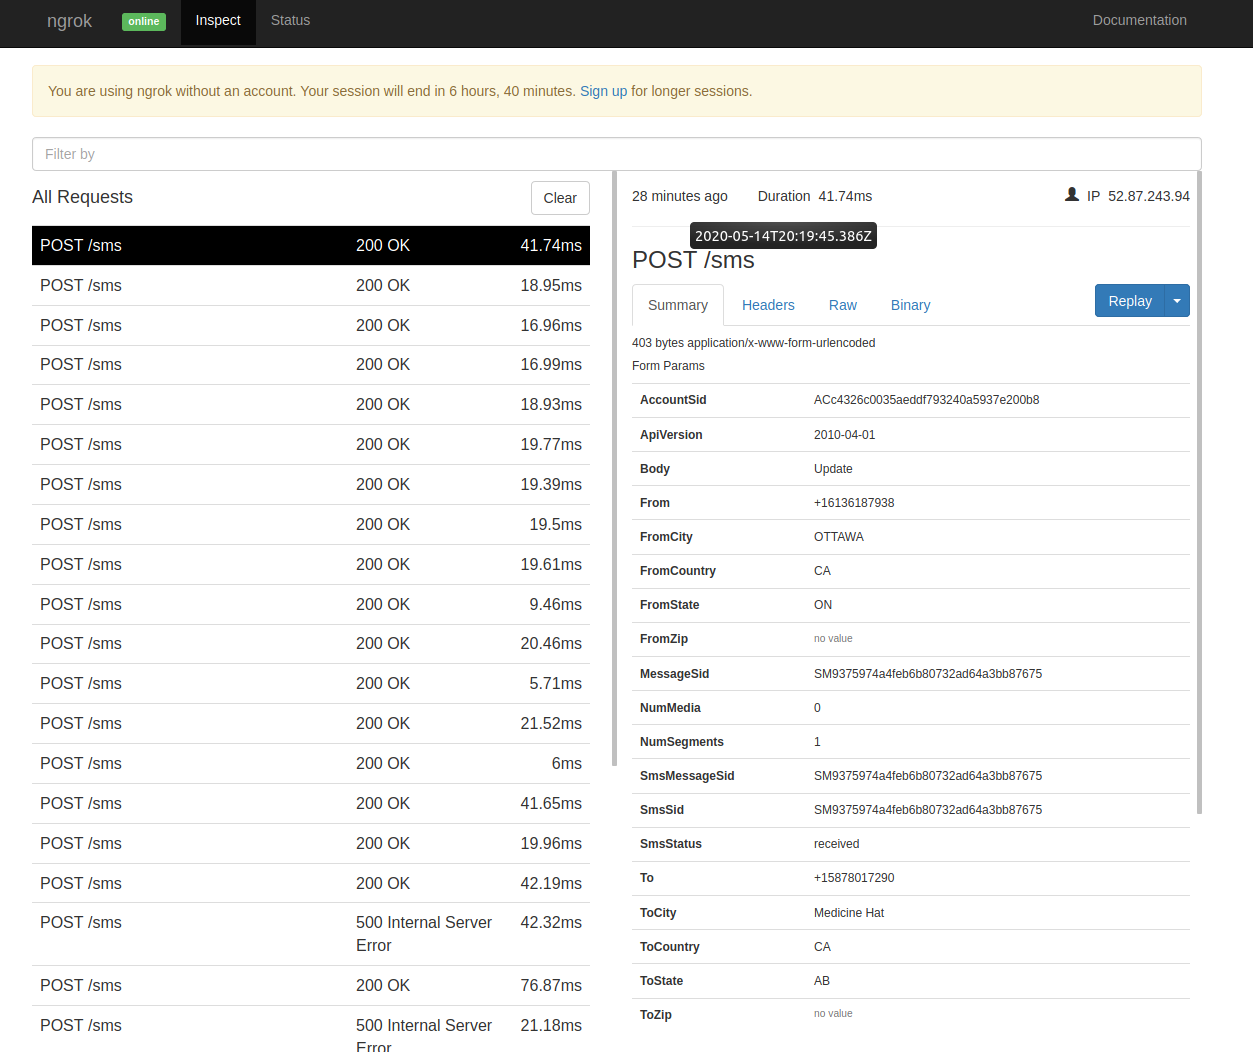 ngrok online Inspect Status Documentation
You are using ngrok without an account. Your session will end in 6 hours, 40 minutes. Sign up for longer sessions.
Filter by
All Requests Clear
POST /sms 200 OK 41.74ms
POST /sms 200 OK 18.95ms
POST /sms 200 OK 16.96ms
POST /sms 200 OK 16.99ms
POST /sms 200 OK 18.93ms
POST /sms 200 OK 19.77ms
POST /sms 200 OK 19.39ms
POST /sms 200 OK 19.5ms
POST /sms 200 OK 19.61ms
POST /sms 200 OK 9.46ms
POST /sms 200 OK 20.46ms
POST /sms 200 OK 5.71ms
POST /sms 200 OK 21.52ms
POST /sms 200 OK 6ms
POST /sms 200 OK 41.65ms
POST /sms 200 OK 19.96ms
POST /sms 200 OK 42.19ms
POST /sms 500 Internal Server 42.32ms
Error
POST /sms 200 OK 76.87ms
POST /sms 500 Internal Server 21.18ms
Error
28 minutes ago Duration 41.74ms IP 52.87.243.94
2020-05-14T20:19:45.386Z
POST /sms
Summary Headers Raw Binary Replay
403 bytes application/x-www-form-urlencoded
Form Params
AccountSid ACc4326c0035aeddf793240a5937e200b8
ApiVersion 2010-04-01
Body Update
From +16136187938
FromCity OTTAWA
FromCountry CA
FromState ON
FromZip no value
MessageSid SM9375974a4feb6b80732ad64a3bb87675
NumMedia 0
NumSegments 1
SmsMessageSid SM9375974a4feb6b80732ad64a3bb87675
SmsSid SM9375974a4feb6b80732ad64a3bb87675
SmsStatus received
To +15878017290
ToCity Medicine Hat
ToCountry CA
ToState AB
ToZip no value